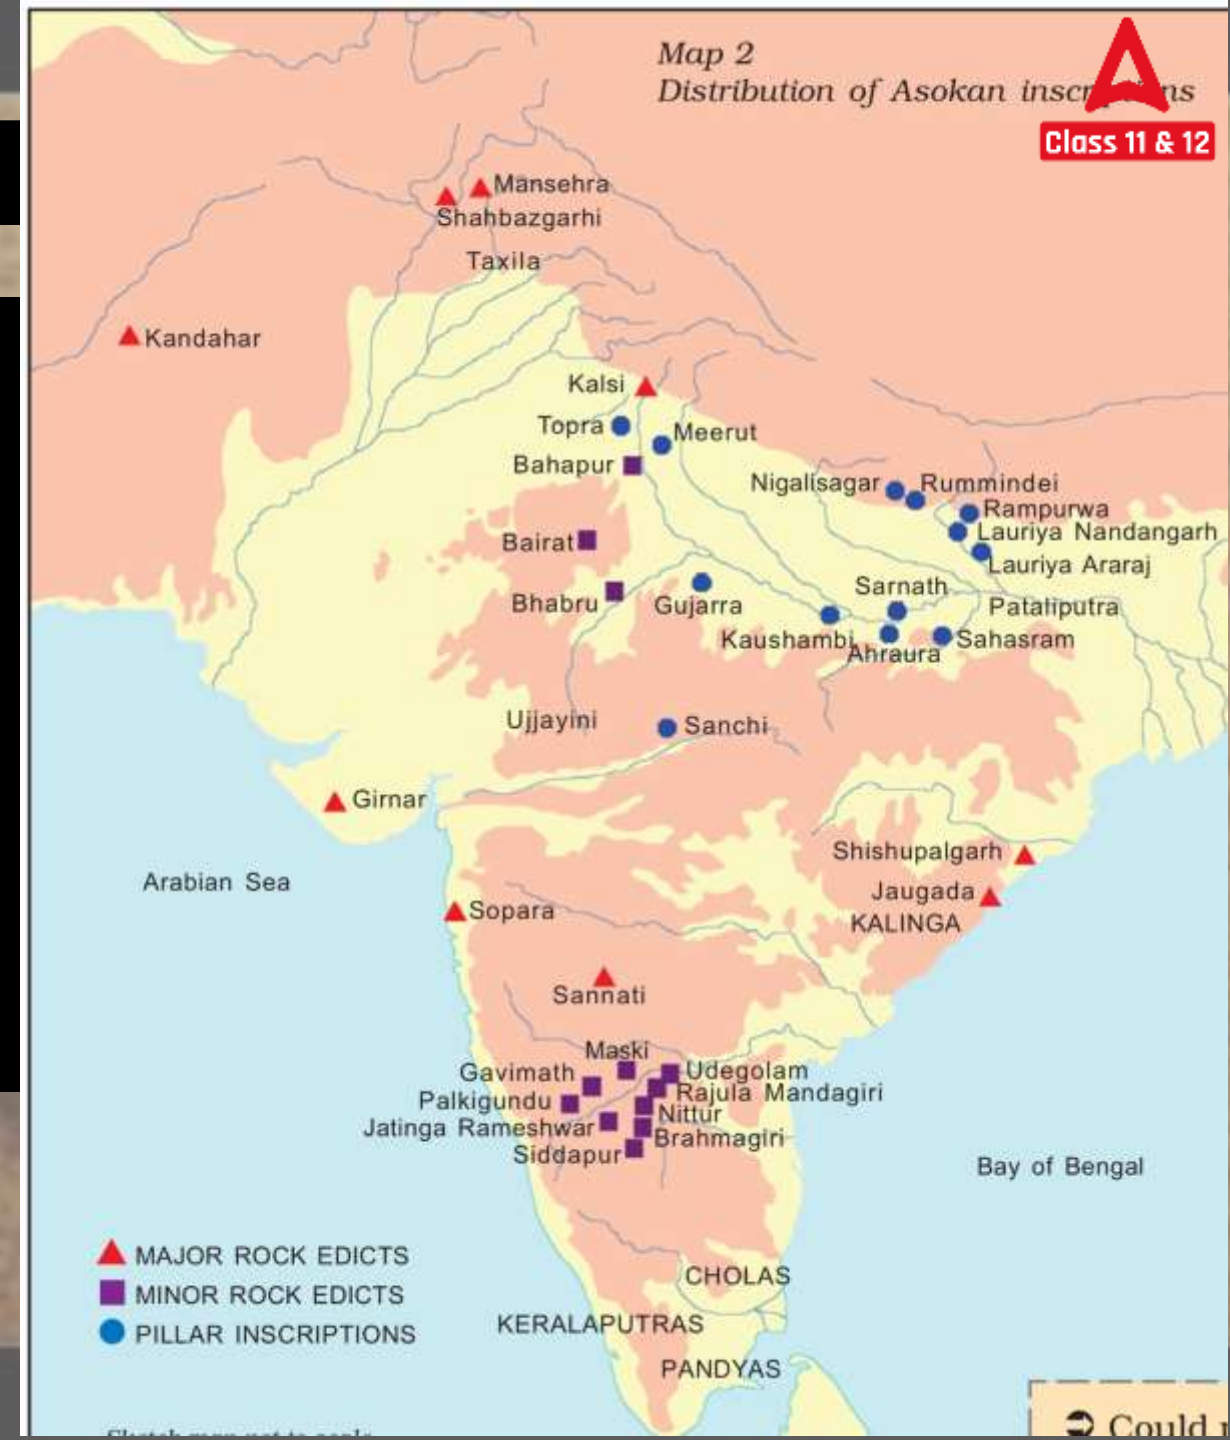 Map 2
Distribution of Asokan inscriptions
Class 11 & 12
Mansehra
Shahbazgarhi
Taxila
Kandahar
Kalsi
Topra
Meerut
Bahapur
Nigalisagar
Rummindei
Rampurwa
Lauriya Nandangarh
Bairat
Lauriya Araraj
Sarnath
Bhabru
Gujarra
Pataliputra
Kaushambi
Sahasram
Ahraura
Ujjayini
Sanchi
Girnar
Shishupalgarh
Arabian Sea
Jaugada
Sopara
KALINGA
Sannati
Maski
Gavimath
Udegolam
Rajula Mandagiri
Palkigundu
Nittur
Jatinga Rameshwar
Brahmagiri
Siddapur
Bay of Bengal
MAJOR ROCK EDICTS
CHOLAS
MINOR ROCK EDICTS
KERALAPUTRAS
PILLAR INSCRIPTIONS
PANDYAS
Could